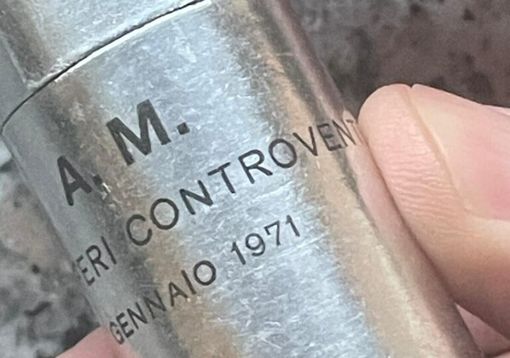 A. M.
ERI CONTROVENT
GENNAIO 1971